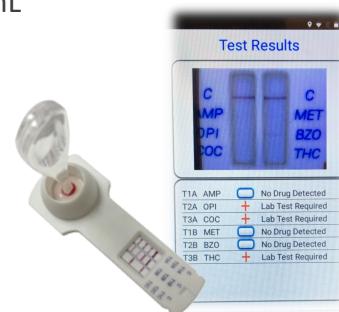 Test Results
C C
AMP MET
OPI BZO
COC THC
T1A AMP No Drug Detected
T2A OPI + Lab Test Required
T3A COC + Lab Test Required
T1B MET No Drug Detected
T2B BZO No Drug Detected
T3B THC + Lab Test Required